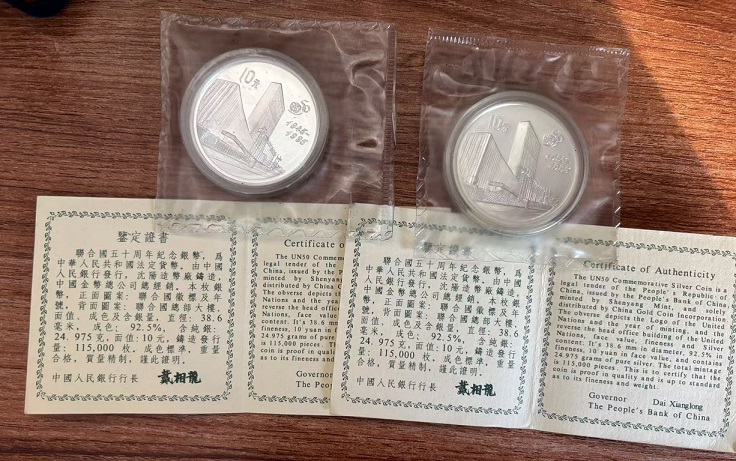 10元
1945-
1995
10元
鑒定證書
聯合國五十周年紀念銀幣，爲
中華人民共和國法定貨幣，由中國
人民銀行發行，沈陽造幣廠鑄造，
中國金幣總公司總經銷。本枚銀
幣，正面圖案：聯合國徽標及年
號，背面圖案：聯合國總部大樓，
面值，成色及含銀量，直徑：38.6
毫米，成色：92.5%，含純銀：
24.975克，面值：10元，鑄造發行
量：115,000枚，成色標準，重量
合格，質量精制，謹此證明。
中國人民銀行行長 戴相龍
Certificate of
The UN50 Comme
legal tender of the
China, issued by the P
minted by Shenya
distributed by China G
The obverse depicts t
Nations and the ye
reverse the head offi
Nations, face valu
content. It's 38.6 mm
silver, 10 yuan in
24.975 grams of pure
is 115,000 pieces
coin is proof in quali
to its fineness and
Governor
The Peop
鑒定證書
聯合國五十周年紀念銀幣，爲
中華人民共和國法定貨幣，由中國
人民銀行發行，沈陽造幣廠鑄造，
中國金幣總公司總經銷。本枚銀
幣，正面圖案：聯合國徽標及年
號，背面圖案：聯合國總部大樓，
面值，成色及含銀量，直徑：38.6
毫米，成色：92.5%，含純銀：
24.975克，面值：10元，鑄造發行
量：115,000枚，成色標準，重量
合格，質量精制，謹此證明。
中國人民銀行行長 戴相龍
Certificate of Authenticity
The UN50 Commemorative Silver Coin is a
legal tender of the People's Republic of
China, issued by the People's Bank of China
minted by Shenyang Mint, and solely
distributed by China Gold Coin Incorporation
The obverse depicts the Logo of the United
Nations and the year of minting, and the
reverse the head office building of the United
Nations, face value, fineness and silver
content. It's 38.6 mm in diameter, 92.5% in
fineness, 10 yuan in face value, and contains
24.975 grams of pure silver. The total mintage
is 115,000 pieces. This is to certify that the
coin is proof in quality and is up to standard
as to its fineness and weight.
Governor Dai Xianglong
The People's Bank of China